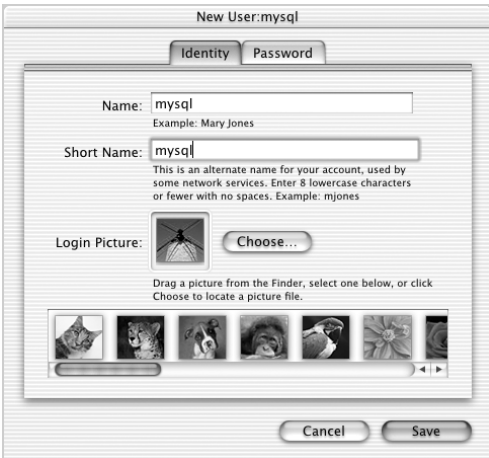 New User:mysql
Identity Password
Name: mysql
Example: Mary Jones
Short Name: mysql
This is an alternate name for your account, used by
some network services. Enter 8 lowercase characters
or fewer with no spaces. Example: mjones
Login Picture: Choose...
Drag a picture from the Finder, select one below, or click
Choose to locate a picture file.
Cancel Save